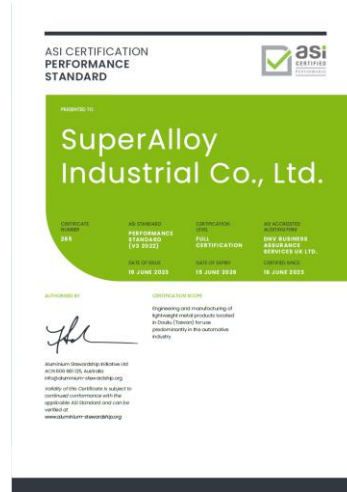 ASI CERTIFICATION
PERFORMANCE
STANDARD
asi
CERTIFIED
PERFORMANCE
PRESENTED TO
SuperAlloy
Industrial Co., Ltd.
CERTIFICATE
NUMBER
265
ASI STANDARD
PERFORMANCE
STANDARD
(V3 2022)
CERTIFICATION
LEVEL
FULL
CERTIFICATION
ASI ACCREDITED
AUDITING FIRM
DNV BUSINESS
ASSURANCE
SERVICES UK LTD.
DATE OF ISSUE
16 JUNE 2023
DATE OF EXPIRY
15 JUNE 2026
CERTIFIED SINCE
16 JUNE 2023
AUTHORISED BY
Aluminium Stewardship Initiative Ltd
info@aluminium-stewardship.org
Validity of this Certificate is subject to
continued conformance with the
applicable ASI Standard and can be
verified at
www.aluminium-stewardship.org
CERTIFICATION SCOPE
Engineering and manufacturing of
lightweight metal products located
in Douliu (Taiwan) for use
predominantly in the automotive
industry.